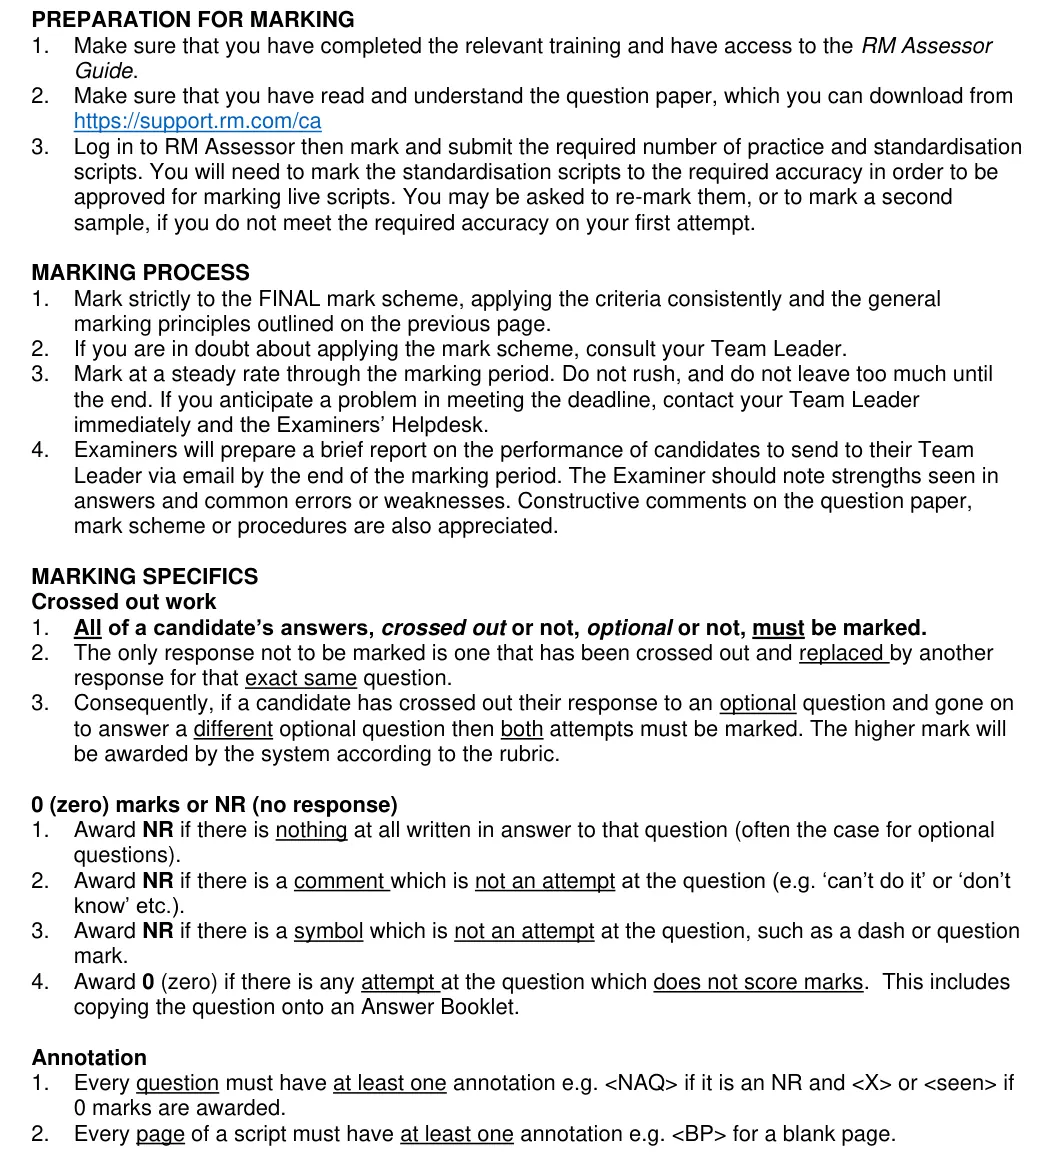 PREPARATION FOR MARKING
1. Make sure that you have completed the relevant training and have access to the RM Assessor
Guide.
2. Make sure that you have read and understand the question paper, which you can download from
https://support.rm.com/ca
3. Log in to RM Assessor then mark and submit the required number of practice and standardisation
scripts. You will need to mark the standardisation scripts to the required accuracy in order to be
approved for marking live scripts. You may be asked to re-mark them, or to mark a second
sample, if you do not meet the required accuracy on your first attempt.
MARKING PROCESS
1. Mark strictly to the FINAL mark scheme, applying the criteria consistently and the general
marking principles outlined on the previous page.
2. If you are in doubt about applying the mark scheme, consult your Team Leader.
3. Mark at a steady rate through the marking period. Do not rush, and do not leave too much until
the end. If you anticipate a problem in meeting the deadline, contact your Team Leader
immediately and the Examiners’ Helpdesk.
4. Examiners will prepare a brief report on the performance of candidates to send to their Team
Leader via email by the end of the marking period. The Examiner should note strengths seen in
answers and common errors or weaknesses. Constructive comments on the question paper,
mark scheme or procedures are also appreciated.
MARKING SPECIFICS
Crossed out work
1. All of a candidate’s answers, crossed out or not, optional or not, must be marked.
2. The only response not to be marked is one that has been crossed out and replaced by another
response for that exact same question.
3. Consequently, if a candidate has crossed out their response to an optional question and gone on
to answer a different optional question then both attempts must be marked. The higher mark will
be awarded by the system according to the rubric.
0 (zero) marks or NR (no response)
1. Award NR if there is nothing at all written in answer to that question (often the case for optional
questions).
2. Award NR if there is a comment which is not an attempt at the question (e.g. ‘can’t do it’ or ‘don’t
know’ etc.).
3. Award NR if there is a symbol which is not an attempt at the question, such as a dash or question
mark.
4. Award 0 (zero) if there is any attempt at the question which does not score marks. This includes
copying the question onto an Answer Booklet.
Annotation
1. Every question must have at least one annotation e.g. <NAQ> if it is an NR and <X> or <seen> if
0 marks are awarded.
2. Every page of a script must have at least one annotation e.g. <BP> for a blank page.